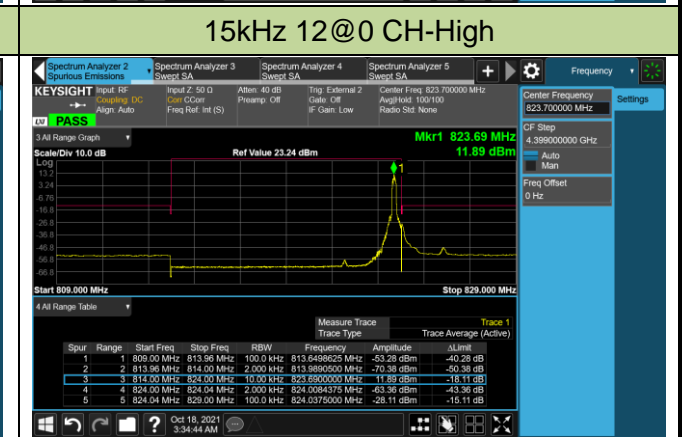 15kHz 12@0 CH-High
Spectrum Analyzer 2
Spurious Emissions
Spectrum Analyzer 3
Swept SA
Spectrum Analyzer 4
Swept SA
Spectrum Analyzer 5
Swept SA
Frequency
KEYSIGHT
Input: RF
Coupling: DC
Align: Auto
Input Z: 50 Ω
Corr CCorr
Freq Ref: Int (S)
Atten: 40 dB
Preamp: Off
Trig: External 2
Gate: Off
IF Gain: Low
Center Freq: 823.700000 MHz
Avg|Hold: 100/100
Radio Std: None
LXI PASS
Center Frequency
823.700000 MHz
Settings
CF Step
4.399000000 GHz
Auto
Man
Freq Offset
0 Hz
3 All Range Graph
Mkr1 823.69 MHz
Scale/Div 10.0 dB
Ref Value 23.24 dBm
11.89 dBm
Log
1
13.2
3.24
-6.76
-16.8
-26.8
-36.8
-46.8
-56.8
-66.8
Start 809.000 MHz
Stop 829.000 MHz
4 All Range Table
Measure Trace Trace 1
Trace Type Trace Average (Active)
Spur Range Start Freq Stop Freq RBW Frequency Amplitude ΔLimit
1 1 809.00 MHz 813.96 MHz 100.0 kHz 813.6498625 MHz -53.28 dBm -40.28 dB
2 2 813.96 MHz 814.00 MHz 2.000 kHz 813.9890500 MHz -70.38 dBm -50.38 dB
3 3 814.00 MHz 824.00 MHz 10.00 kHz 823.6900000 MHz 11.89 dBm -18.11 dB
4 4 824.00 MHz 824.04 MHz 2.000 kHz 824.0084375 MHz -63.36 dBm -43.36 dB
5 5 824.04 MHz 829.00 MHz 100.0 kHz 824.0375000 MHz -28.11 dBm -15.11 dB
Oct 18, 2021
3:34:44 AM